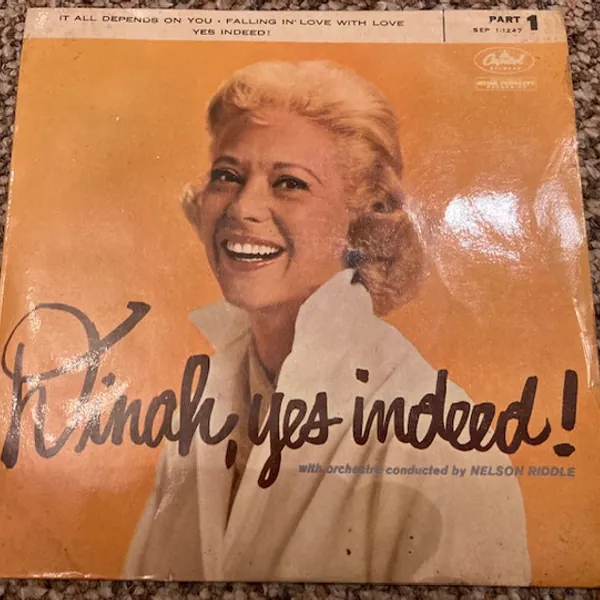 IT ALL DEPENDS ON YOU • FALLING IN' LOVE WITH LOVE
YES INDEED!
PART 1
SEP 1-1247
Capitol
RECORDS
Dinah, yes indeed!
with orchestra conducted by NELSON RIDDLE